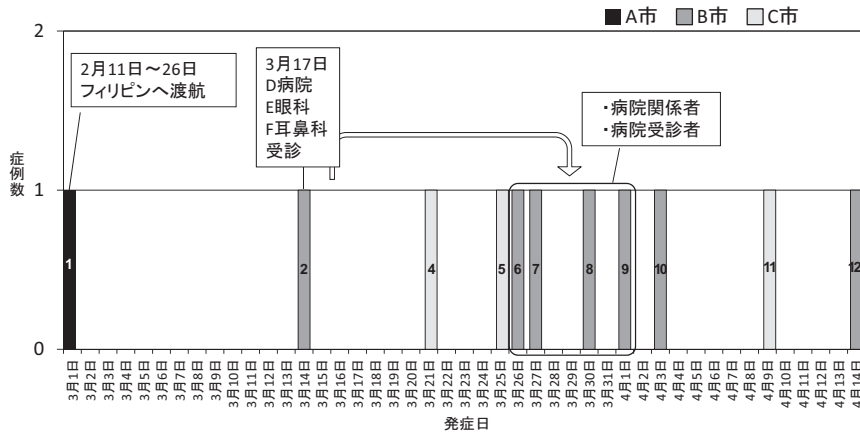 ■A市 ■B市 □C市
2
2月11日～26日
フィリピンへ渡航
3月17日
D病院
E眼科
F耳鼻科
受診
・病院関係者
・病院受診者
症例数
1
1
2
4
5
6
7
8
9
10
11
12
0
3月1日
3月2日
3月3日
3月4日
3月5日
3月6日
3月7日
3月8日
3月9日
3月10日
3月11日
3月12日
3月13日
3月14日
3月15日
3月16日
3月17日
3月18日
3月19日
3月20日
3月21日
3月22日
3月23日
3月24日
3月25日
3月26日
3月27日
3月28日
3月29日
3月30日
3月31日
4月1日
4月2日
4月3日
4月4日
4月5日
4月6日
4月7日
4月8日
4月9日
4月10日
4月11日
4月12日
4月13日
4月14日
発症日